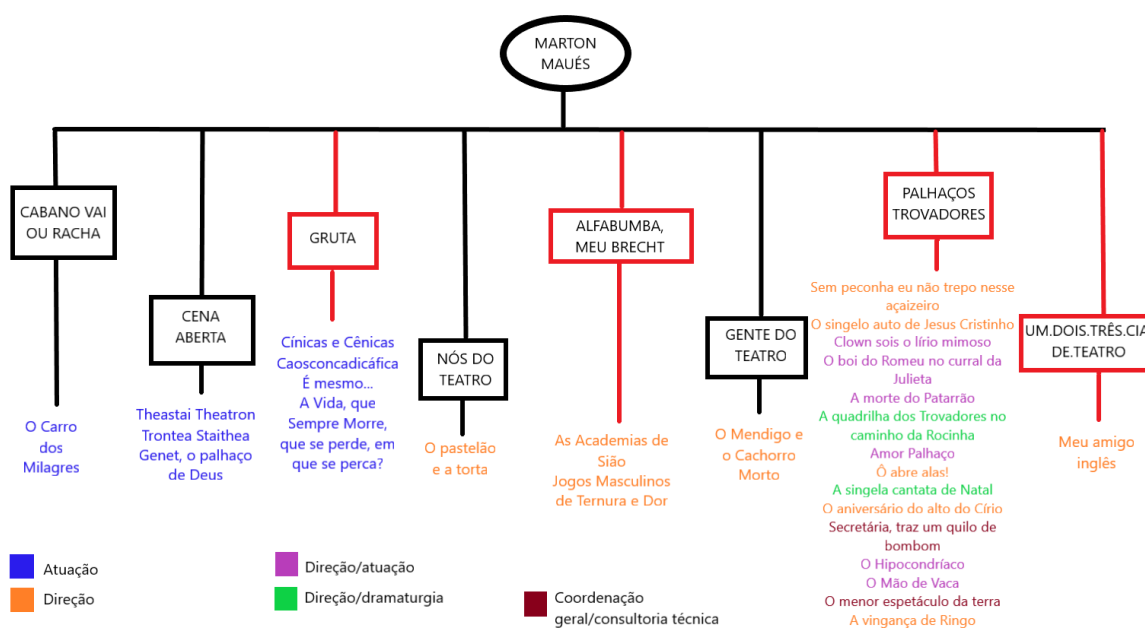 MARTON
MAUÉS
CABANO VAI
OU RACHA
O Carro
dos
Milagres
CENA
ABERTA
Theastai Theatron
Trontea Staithea
Genet, o palhaço
de Deus
GRUTA
Cínicas e Cênicas
Caosconcadicáfica
É mesmo...
A Vida, que
Sempre Morre,
que se perde, em
que se perca?
NÓS DO
TEATRO
O pastelão
e a torta
ALFABUMBA,
MEU BRECHT
As Academias de
Sião
Jogos Masculinos
de Ternura e Dor
GENTE DO
TEATRO
O Mendigo e
o Cachorro
Morto
PALHAÇOS
TROVADORES
Sem peconha eu não trepo nesse
açaizeiro
O singelo auto de Jesus Cristinho
Clown sois o lírio mimoso
O boi do Romeu no curral da
Julieta
A morte do Patarrão
A quadrilha dos Trovadores no
caminho da Rocinha
Amor Palhaço
Ô abre alas!
A singela cantata de Natal
O aniversário do alto do Círio
Secretária, traz um quilo de
bombom
O Hipocondríaco
O Mão de Vaca
O menor espetáculo da terra
A vingança de Ringo
UM.DOIS.TRÊS.CIA
DE.TEATRO
Meu amigo
inglês
Atuação
Direção
Direção/atuação
Direção/dramaturgia
Coordenação
geral/consultoria técnica